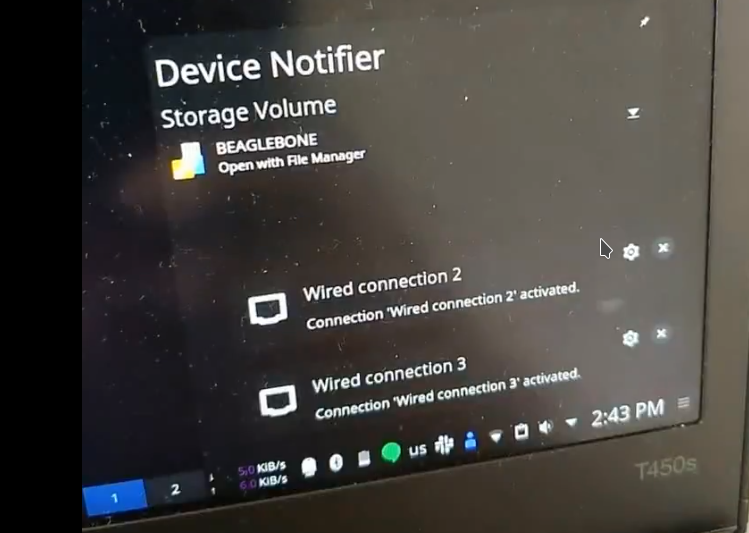 Device Notifier
Storage Volume
BEAGLEBONE
Open with File Manager
Wired connection 2
Connection 'Wired connection 2' activated.
Wired connection 3
Connection 'Wired connection 3' activated.
1
2
5.0 KiB/s
6.0 KiB/s
us
2:43 PM
T450s